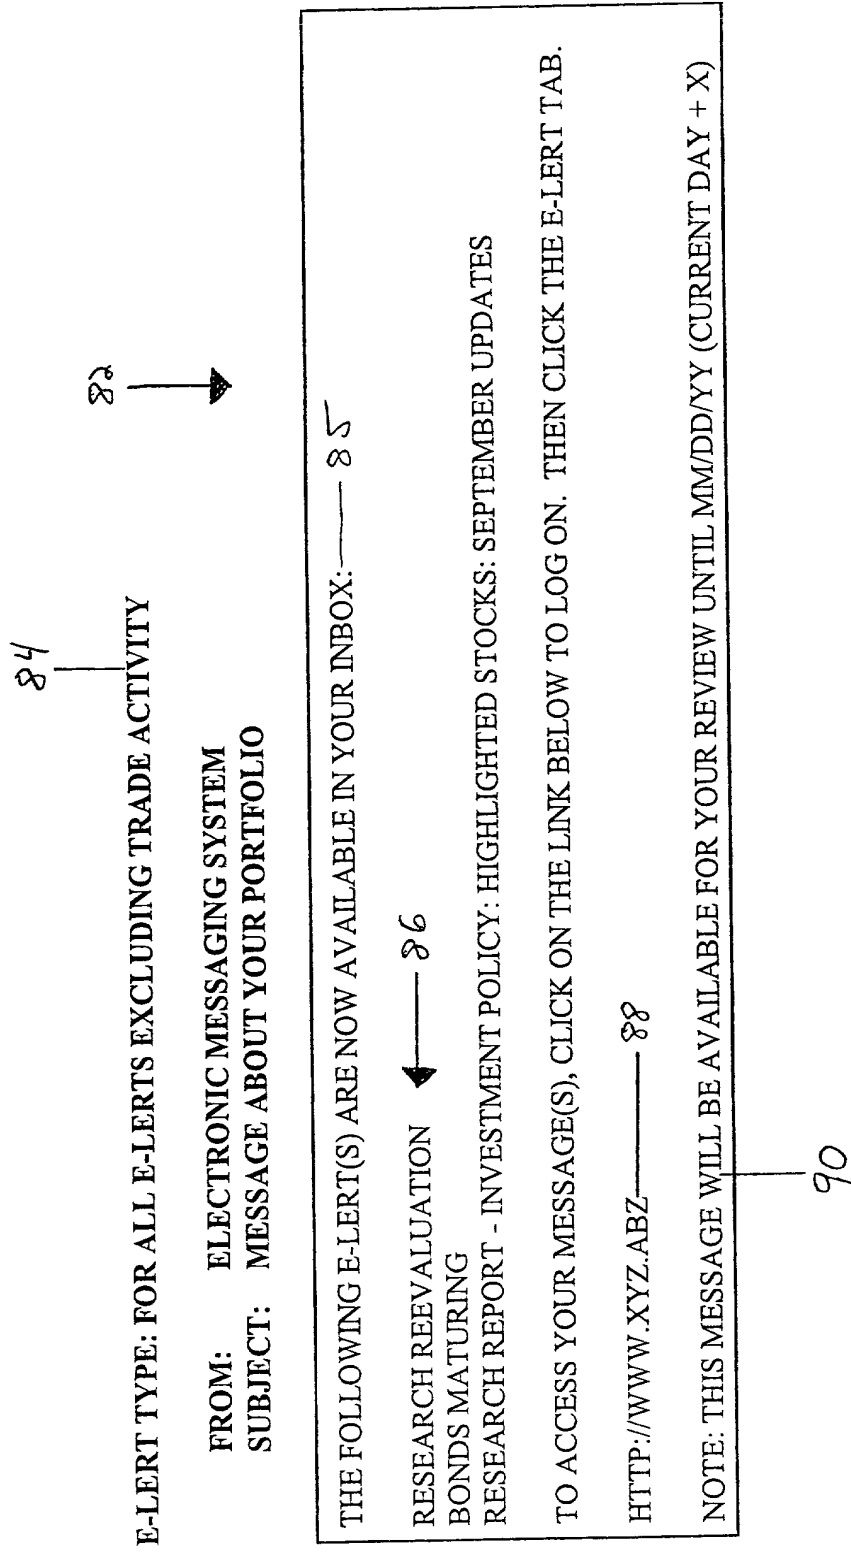 84
E-LERT TYPE: FOR ALL E-LERTS EXCLUDING TRADE ACTIVITY
82
FROM: ELECTRONIC MESSAGING SYSTEM
SUBJECT: MESSAGE ABOUT YOUR PORTFOLIO
THE FOLLOWING E-LERT(S) ARE NOW AVAILABLE IN YOUR INBOX: 85
RESEARCH REEVALUATION 86
BONDS MATURING
RESEARCH REPORT - INVESTMENT POLICY: HIGHLIGHTED STOCKS: SEPTEMBER UPDATES
TO ACCESS YOUR MESSAGE(S), CLICK ON THE LINK BELOW TO LOG ON. THEN CLICK THE E-LERT TAB.
HTTP://WWW.XYZ.ABZ 88
NOTE: THIS MESSAGE WILL BE AVAILABLE FOR YOUR REVIEW UNTIL MM/DD/YY (CURRENT DAY + X)
90